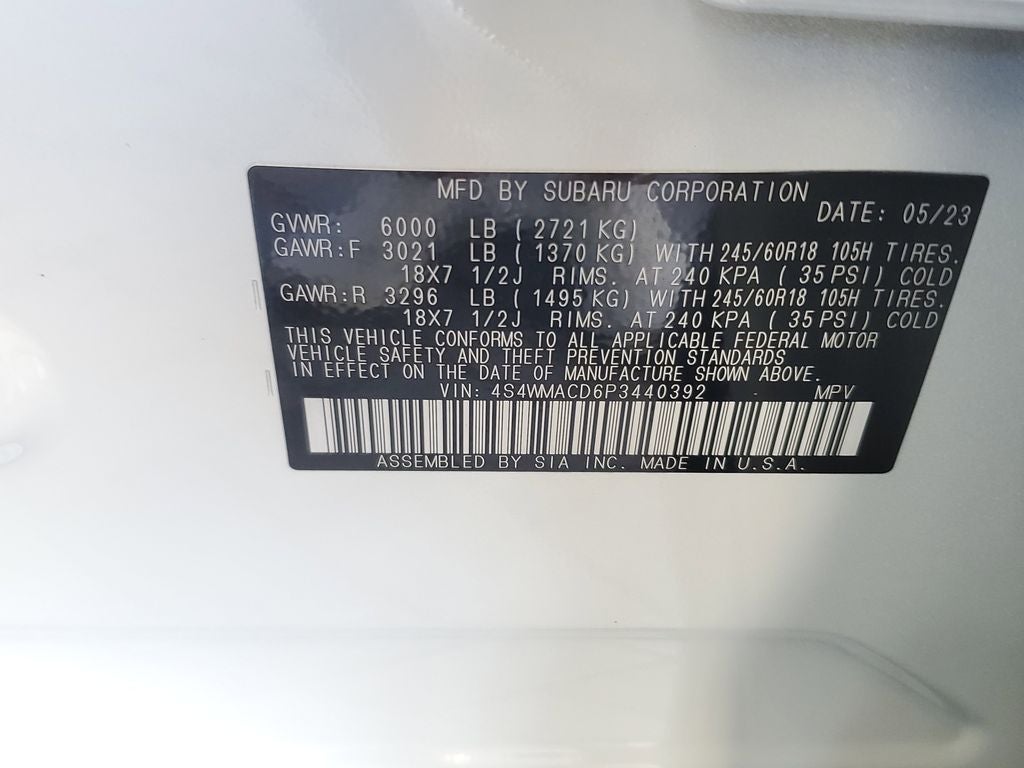 MFD BY SUBARU CORPORATION
DATE: 05/23
GVWR: 6000 LB ( 2721 KG)
GAWR:F 3021 LB ( 1370 KG) WITH 245/60R18 105H TIRES.
18X7 1/2J RIMS. AT 240 KPA ( 35 PSI) COLD
GAWR:R 3296 LB ( 1495 KG) WITH 245/60R18 105H TIRES.
18X7 1/2J RIMS. AT 240 KPA ( 35 PSI) COLD
THIS VEHICLE CONFORMS TO ALL APPLICABLE FEDERAL MOTOR
VEHICLE SAFETY AND THEFT PREVENTION STANDARDS
IN EFFECT ON THE DATE OF MANUFACTURE SHOWN ABOVE.
VIN: 4S4WMACD6P3440392 MPV
ASSEMBLED BY SIA INC. MADE IN U.S.A.